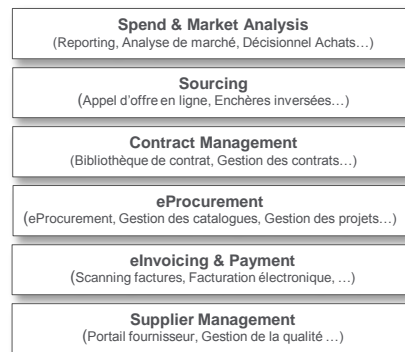 Spend & Market Analysis
(Reporting, Analyse de marché, Décisionnel Achats…)
Sourcing
(Appel d’offre en ligne, Enchères inversées…)
Contract Management
(Bibliothèque de contrat, Gestion des contrats…)
eProcurement
(eProcurement, Gestion des catalogues, Gestion des projets…)
eInvoicing & Payment
(Scanning factures, Facturation électronique, …)
Supplier Management
(Portail fournisseur, Gestion de la qualité …)